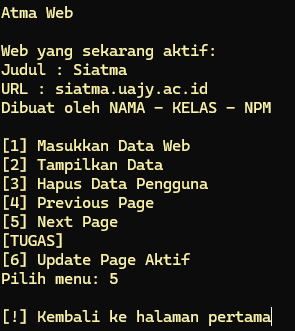 Atma Web
Web yang sekarang aktif:
Judul : Siatma
URL : siatma.uajy.ac.id
Dibuat oleh NAMA - KELAS - NPM
[1] Masukkan Data Web
[2] Tampilkan Data
[3] Hapus Data Pengguna
[4] Previous Page
[5] Next Page
[TUGAS]
[6] Update Page Aktif
Pilih menu: 5
[!] Kembali ke halaman pertama